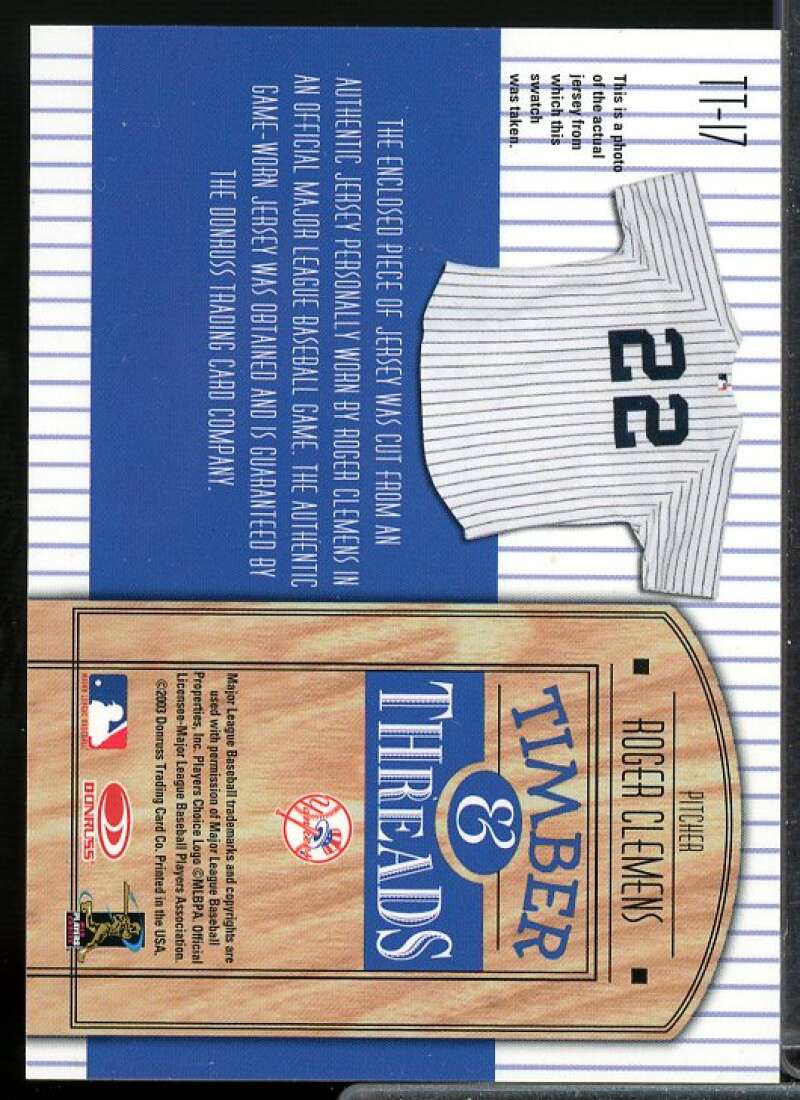 TT-17
This is a photo
of the actual
jersey from
which this
swatch
was taken.
22
THE ENCLOSED PIECE OF JERSEY WAS CUT FROM AN
AUTHENTIC JERSEY PERSONALLY WORN BY ROGER CLEMENS IN
AN OFFICIAL MAJOR LEAGUE BASEBALL GAME. THE AUTHENTIC
GAME-WORN JERSEY WAS OBTAINED AND IS GUARANTEED BY
THE DONRUSS TRADING CARD COMPANY.
PITCHER
ROGER CLEMENS
TIMBER
&
THREADS
Yankees
Major League Baseball trademarks and copyrights are
used with permission of Major League Baseball
Properties, Inc. Players Choice Logo ©MLBPA. Official
Licensee-Major League Baseball Players Association.
©2003 Donruss Trading Card Co. Printed in the USA.
DONRUSS
PLAYERS